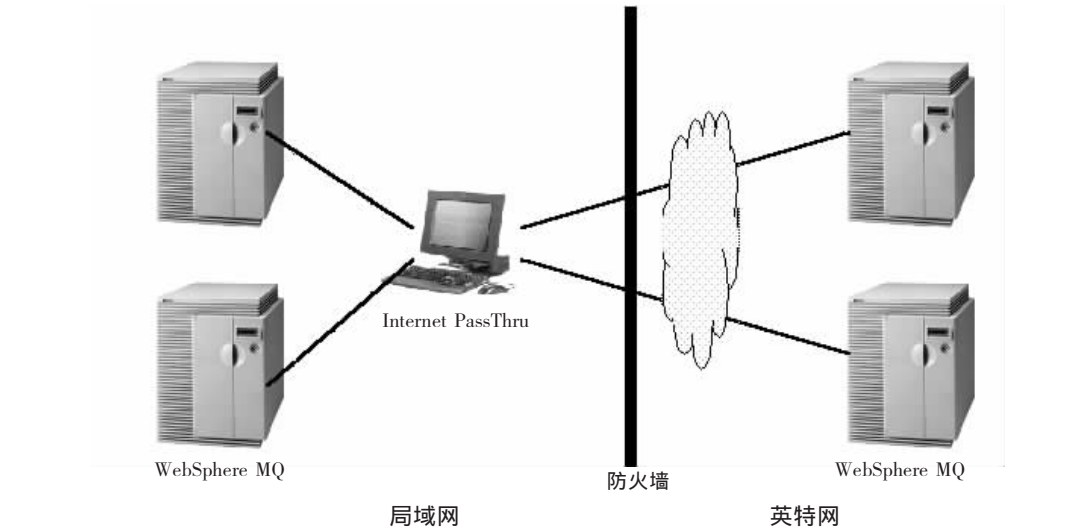 Internet PassThru
WebSphere MQ
WebSphere MQ
防火墙
局域网
英特网